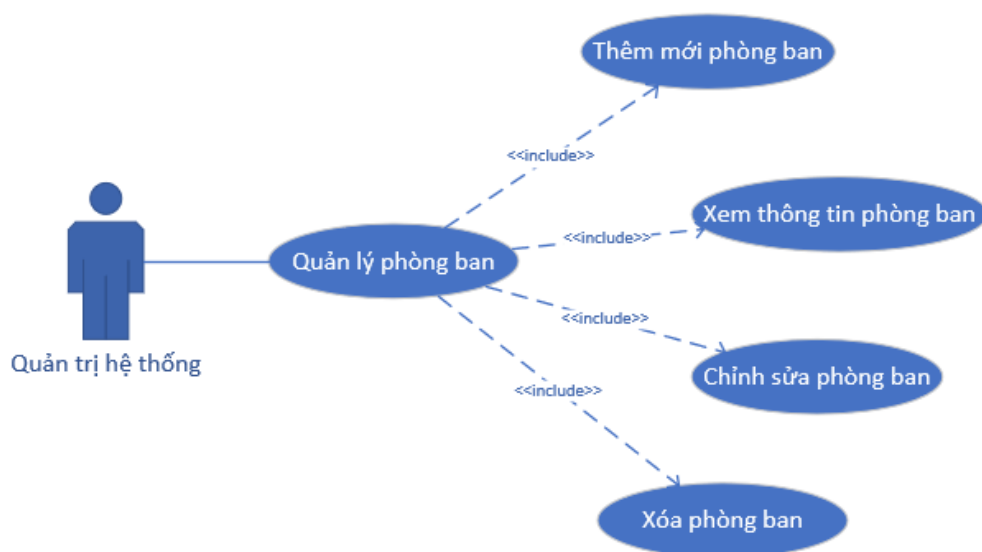 Thêm mới phòng ban
<<include>>
Xem thông tin phòng ban
<<include>>
Quản lý phòng ban
<<include>>
Quản trị hệ thống
Chỉnh sửa phòng ban
<<include>>
Xóa phòng ban